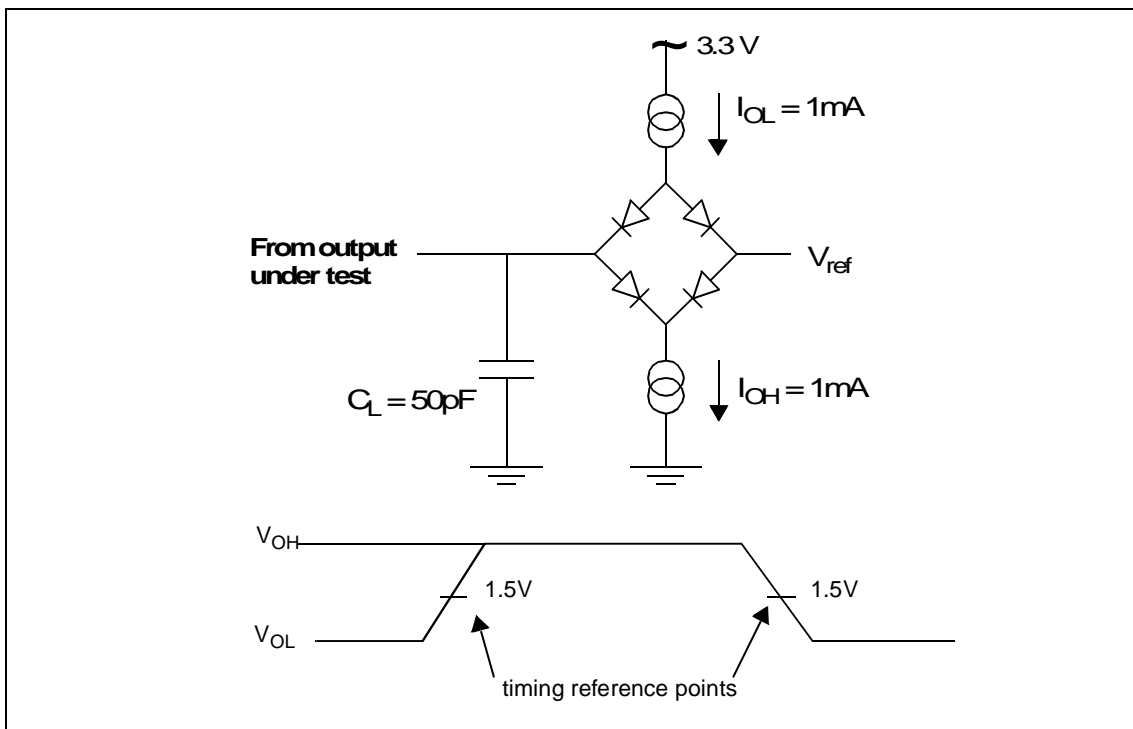 3.3 V
I_OL = 1mA
From output
under test
V_ref
C_L = 50pF
I_OH = 1mA
V_OH
1.5V
1.5V
V_OL
timing reference points